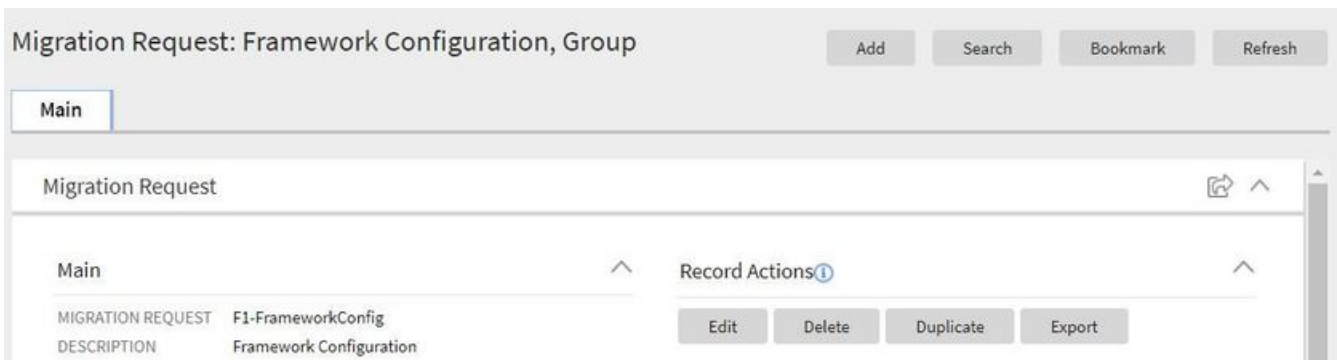 Migration Request: Framework Configuration, Group
Add Search Bookmark Refresh
Main
Migration Request
Main
Record Actions
MIGRATION REQUEST F1-FrameworkConfig
DESCRIPTION Framework Configuration
Edit Delete Duplicate Export